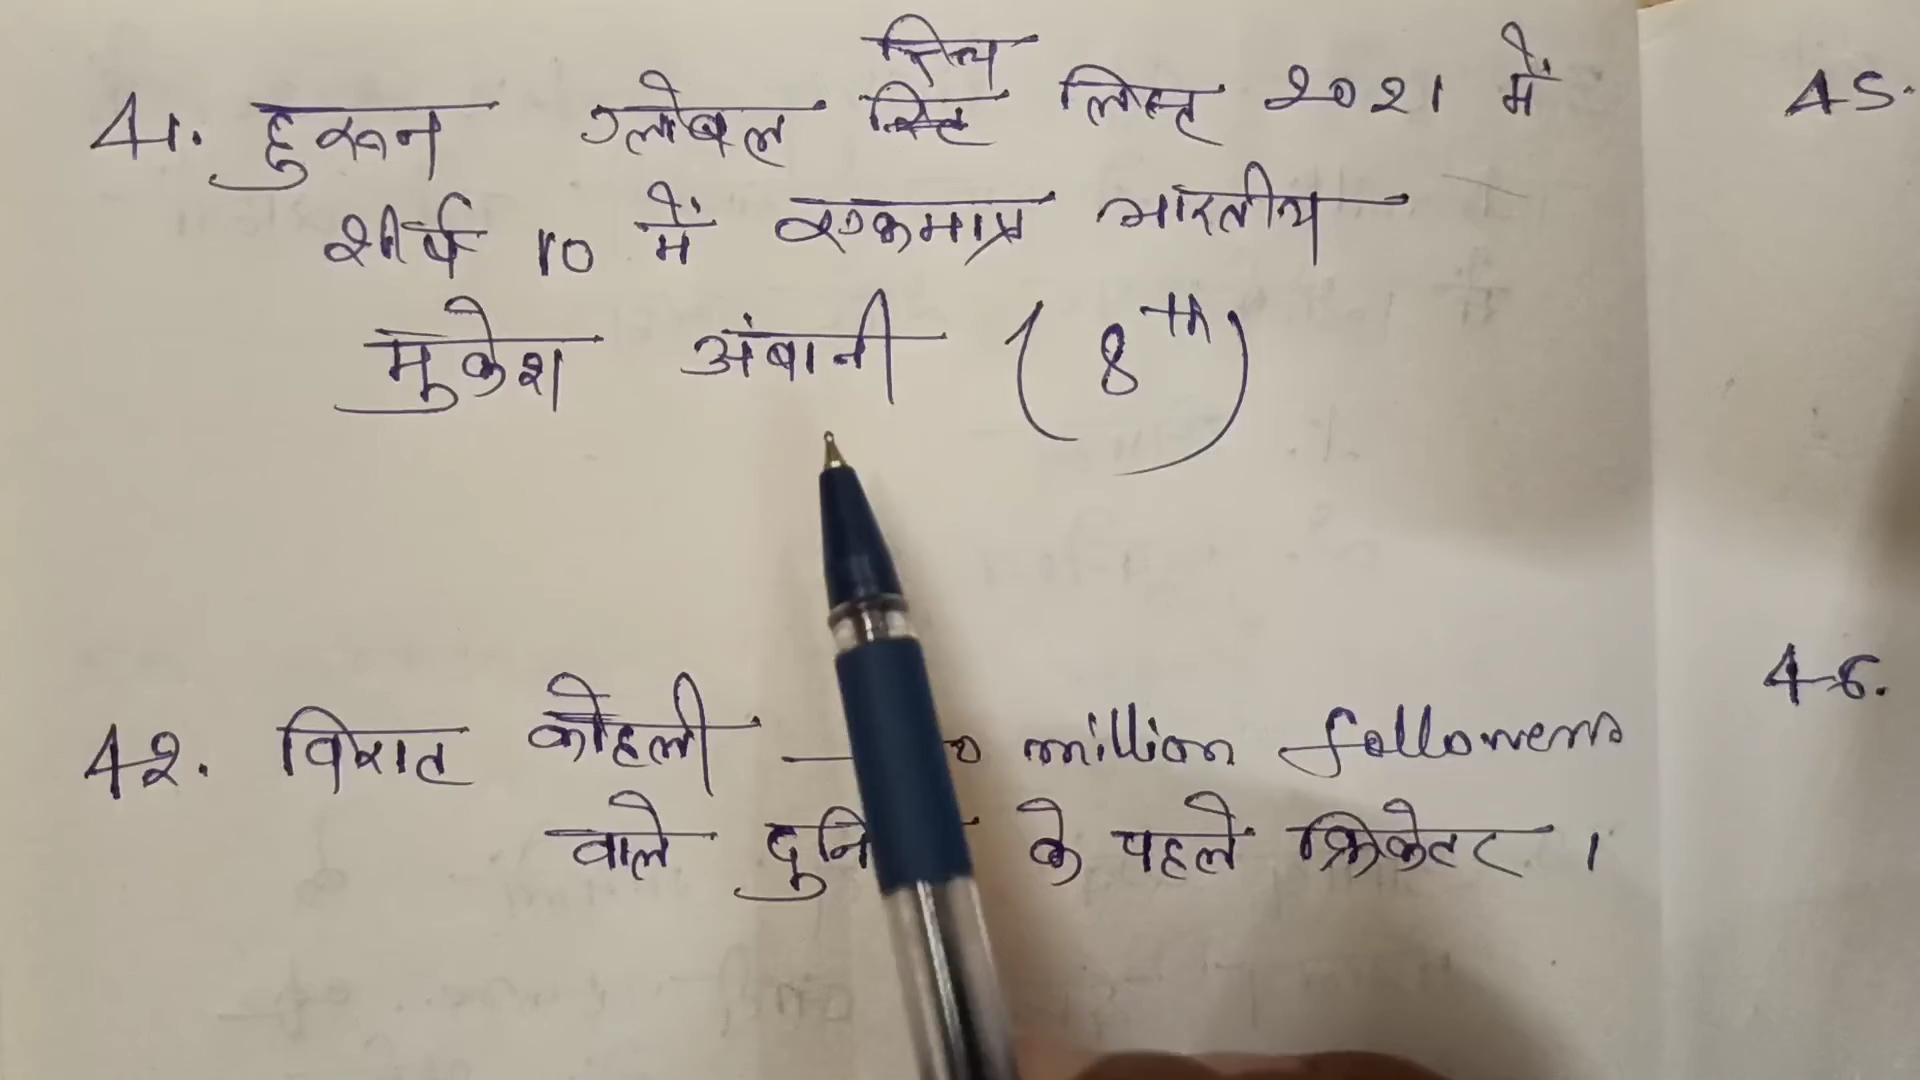 41. हुरून ग्लोबल रिच लिस्ट 2021 में
शीर्ष 10 में एकमात्र भारतीय
मुकेश अंबानी (8th)
42. विराट कोहली — million followers
वाले के पहले क्रिकेटर ।
45.
46.